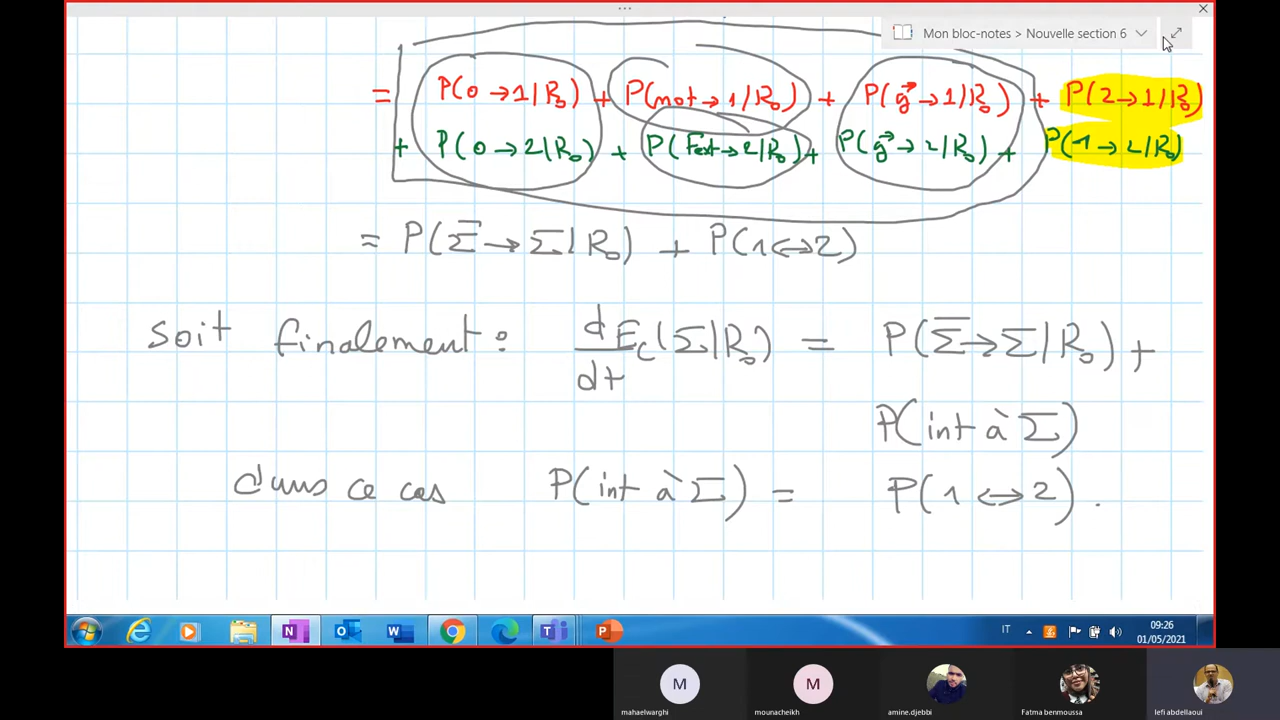 Mon bloc-notes > Nouvelle section 6
= P(0→1/R₀) + P(mot→1/R₀) + P(g⃗→1/R₀) + P(2→1/R₀)
+ P(0→2/R₀) + P(Fext→2/R₀) + P(g⃗→2/R₀) + P(1→2/R₀)
= P(Σ̅→Σ/R₀) + P(1↔2)
Soit finalement : d/dt Ec(Σ/R₀) = P(Σ̅→Σ/R₀) +
P(int à Σ)
dans ce cas P(int à Σ) = P(1↔2).
IT 09:26
01/05/2021
M M
mahaelwarghi mounacheikh amine.djebbi Fatma benmoussa lefi abdellaoui